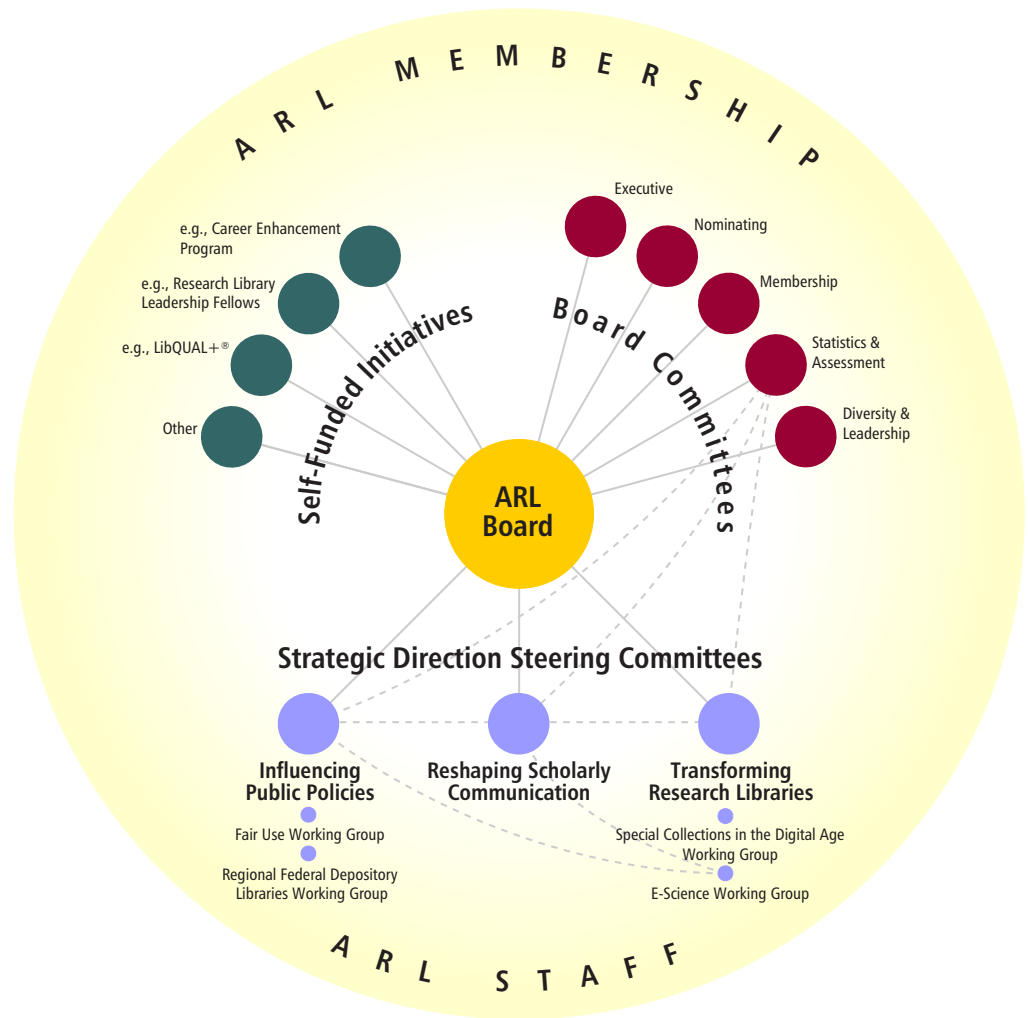 ARL MEMBERSHIP
Executive
Nominating
Membership
Statistics &
Assessment
Diversity &
Leadership
Board Committees
e.g., Career Enhancement
Program
e.g., Research Library
Leadership Fellows
e.g., LibQUAL+®
Other
Self-Funded Initiatives
ARL
Board
Strategic Direction Steering Committees
Influencing
Public Policies
Fair Use Working Group
Regional Federal Depository
Libraries Working Group
Reshaping Scholarly
Communication
Transforming
Research Libraries
Special Collections in the Digital Age
Working Group
E-Science Working Group
ARL STAFF